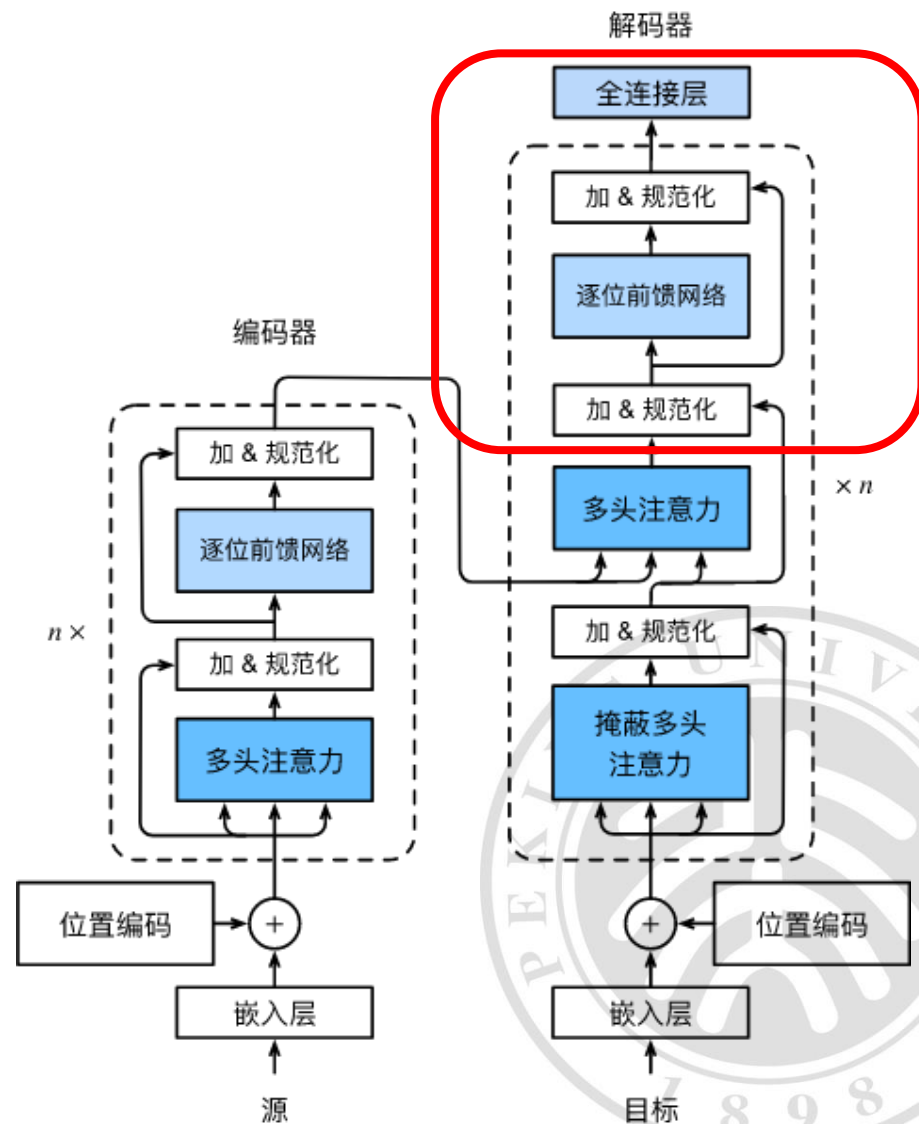 解码器
全连接层
加 & 规范化
逐位前馈网络
加 & 规范化
多头注意力
× n
加 & 规范化
掩蔽多头
注意力
位置编码
嵌入层
目标
编码器
加 & 规范化
逐位前馈网络
n ×
加 & 规范化
多头注意力
位置编码
嵌入层
源
+
+
1898